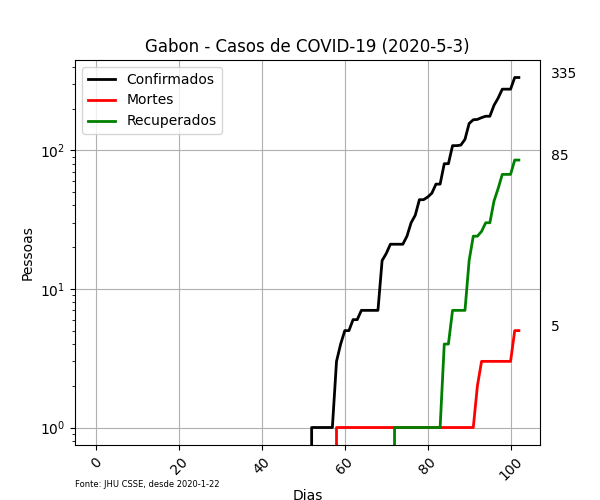 Gabon - Casos de COVID-19 (2020-5-3)
Confirmados
Mortes
Recuperados
335
85
5
10²
10¹
10⁰
Pessoas
0 20 40 60 80 100
Dias
Fonte: JHU CSSE, desde 2020-1-22